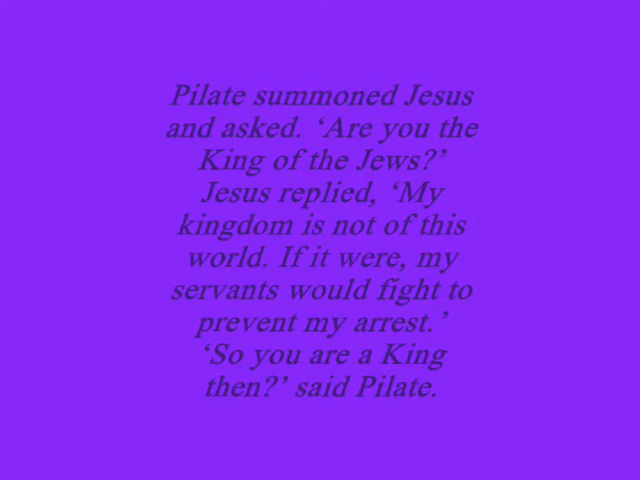 Pilate summoned Jesus
and asked. ‘Are you the
King of the Jews?’
Jesus replied, ‘My
kingdom is not of this
world. If it were, my
servants would fight to
prevent my arrest.’
‘So you are a King
then?’ said Pilate.